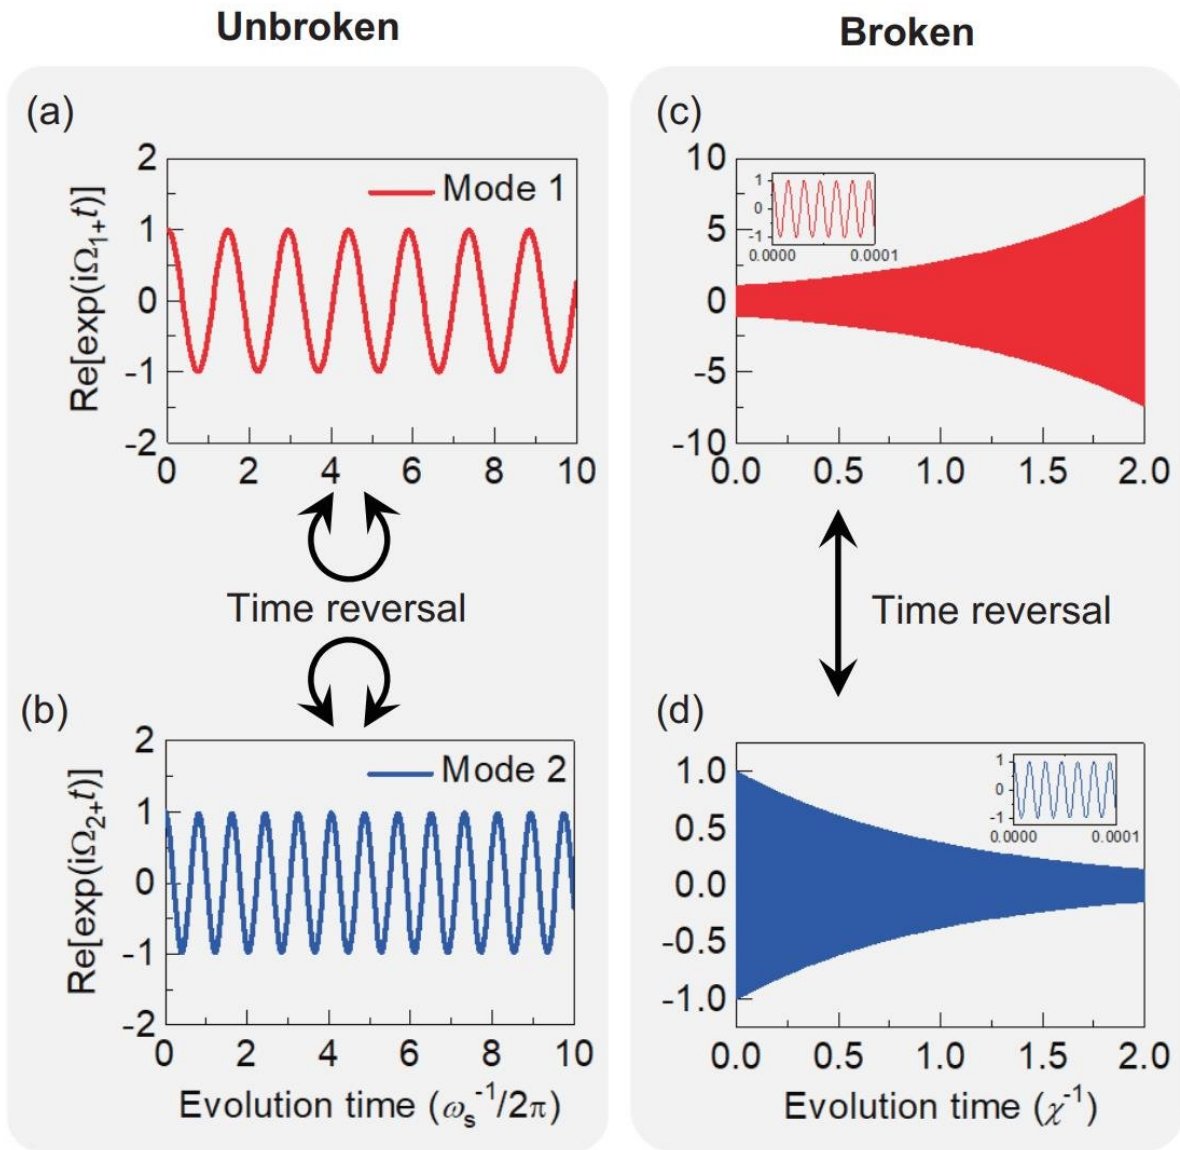 Unbroken
Broken
(a)
Re[exp(iΩ1+t)]
2
1
0
-1
-2
Mode 1
0 2 4 6 8 10
Time reversal
(b)
Re[exp(iΩ2+t)]
2
1
0
-1
-2
Mode 2
0 2 4 6 8 10
Evolution time (ωs-1/2π)
(c)
10
5
0
-5
-10
1
0
-1
0.0000 0.0001
0.0 0.5 1.0 1.5 2.0
Time reversal
(d)
1.0
0.5
0.0
-0.5
-1.0
1
0
-1
0.0000 0.0001
0.0 0.5 1.0 1.5 2.0
Evolution time (χ-1)